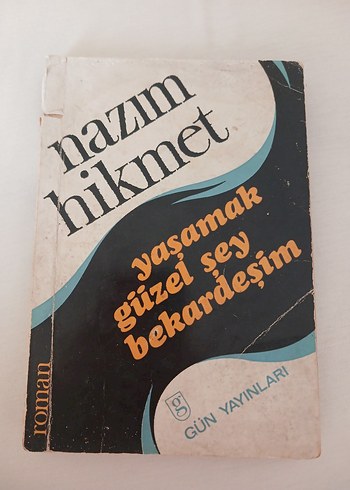 nazım
hikmet
yaşamak
güzel şey
bekardeşim
roman
g
GÜN YAYINLARI